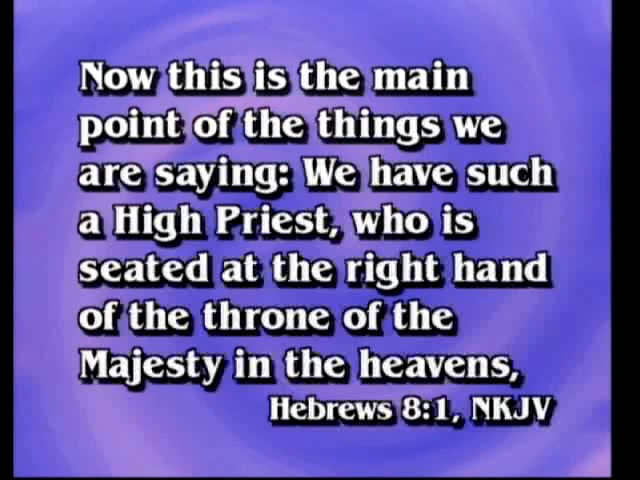 Now this is the main
point of the things we
are saying: We have such
a High Priest, who is
seated at the right hand
of the throne of the
Majesty in the heavens,
Hebrews 8:1, NKJV